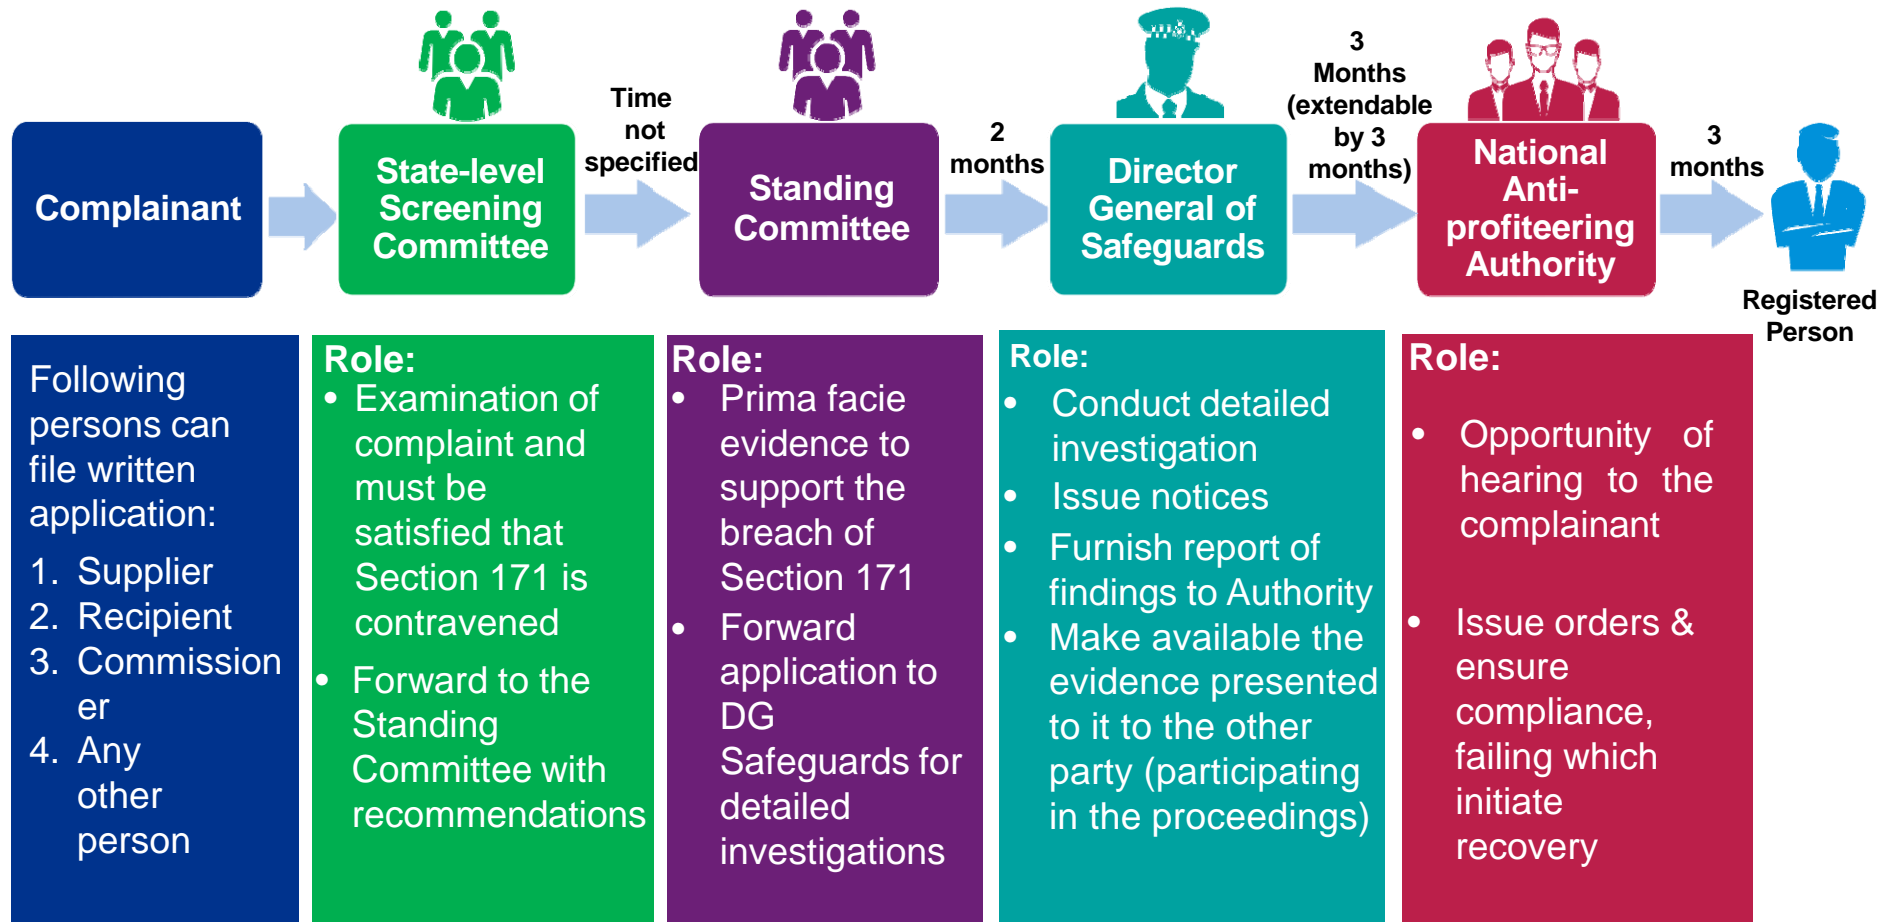 Complainant
State-level
Screening
Committee
Time
not
specified
Standing
Committee
2
months
Director
General of
Safeguards
3
Months
(extendable
by 3
months)
National
Anti-
profiteering
Authority
3
months
Registered
Person
Following
persons can
file written
application:
1. Supplier
2. Recipient
3. Commission
er
4. Any
other
person
Role:
• Examination of
complaint and
must be
satisfied that
Section 171 is
contravened
• Forward to the
Standing
Committee with
recommendations
Role:
• Prima facie
evidence to
support the
breach of
Section 171
• Forward
application to
DG
Safeguards for
detailed
investigations
Role:
• Conduct detailed
investigation
• Issue notices
• Furnish report of
findings to Authority
• Make available the
evidence presented
to it to the other
party (participating
in the proceedings)
Role:
• Opportunity of
hearing to the
complainant
• Issue orders &
ensure
compliance,
failing which
initiate
recovery